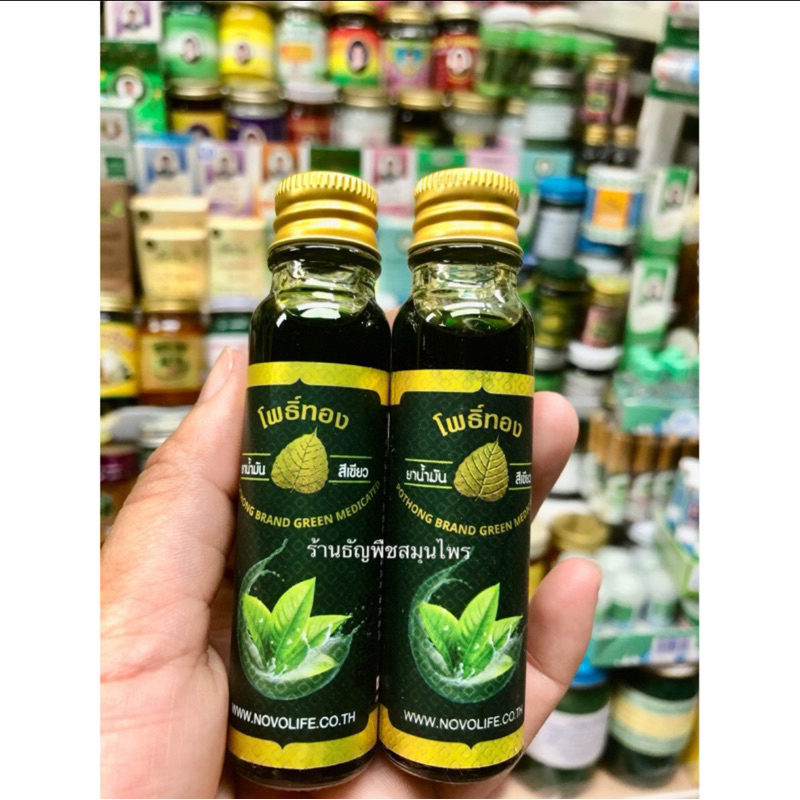 โพธิ์ทอง
ยาน้ำมัน สีเขียว
POTHONG BRAND GREEN MEDICATED
WWW.NOVOLIFE.CO.TH
โพธิ์ทอง
ยาน้ำมัน สีเขียว
POTHONG BRAND GREEN
WWW.NOVOLIFE.CO.TH
ร้านธัญพืชสมุนไพร